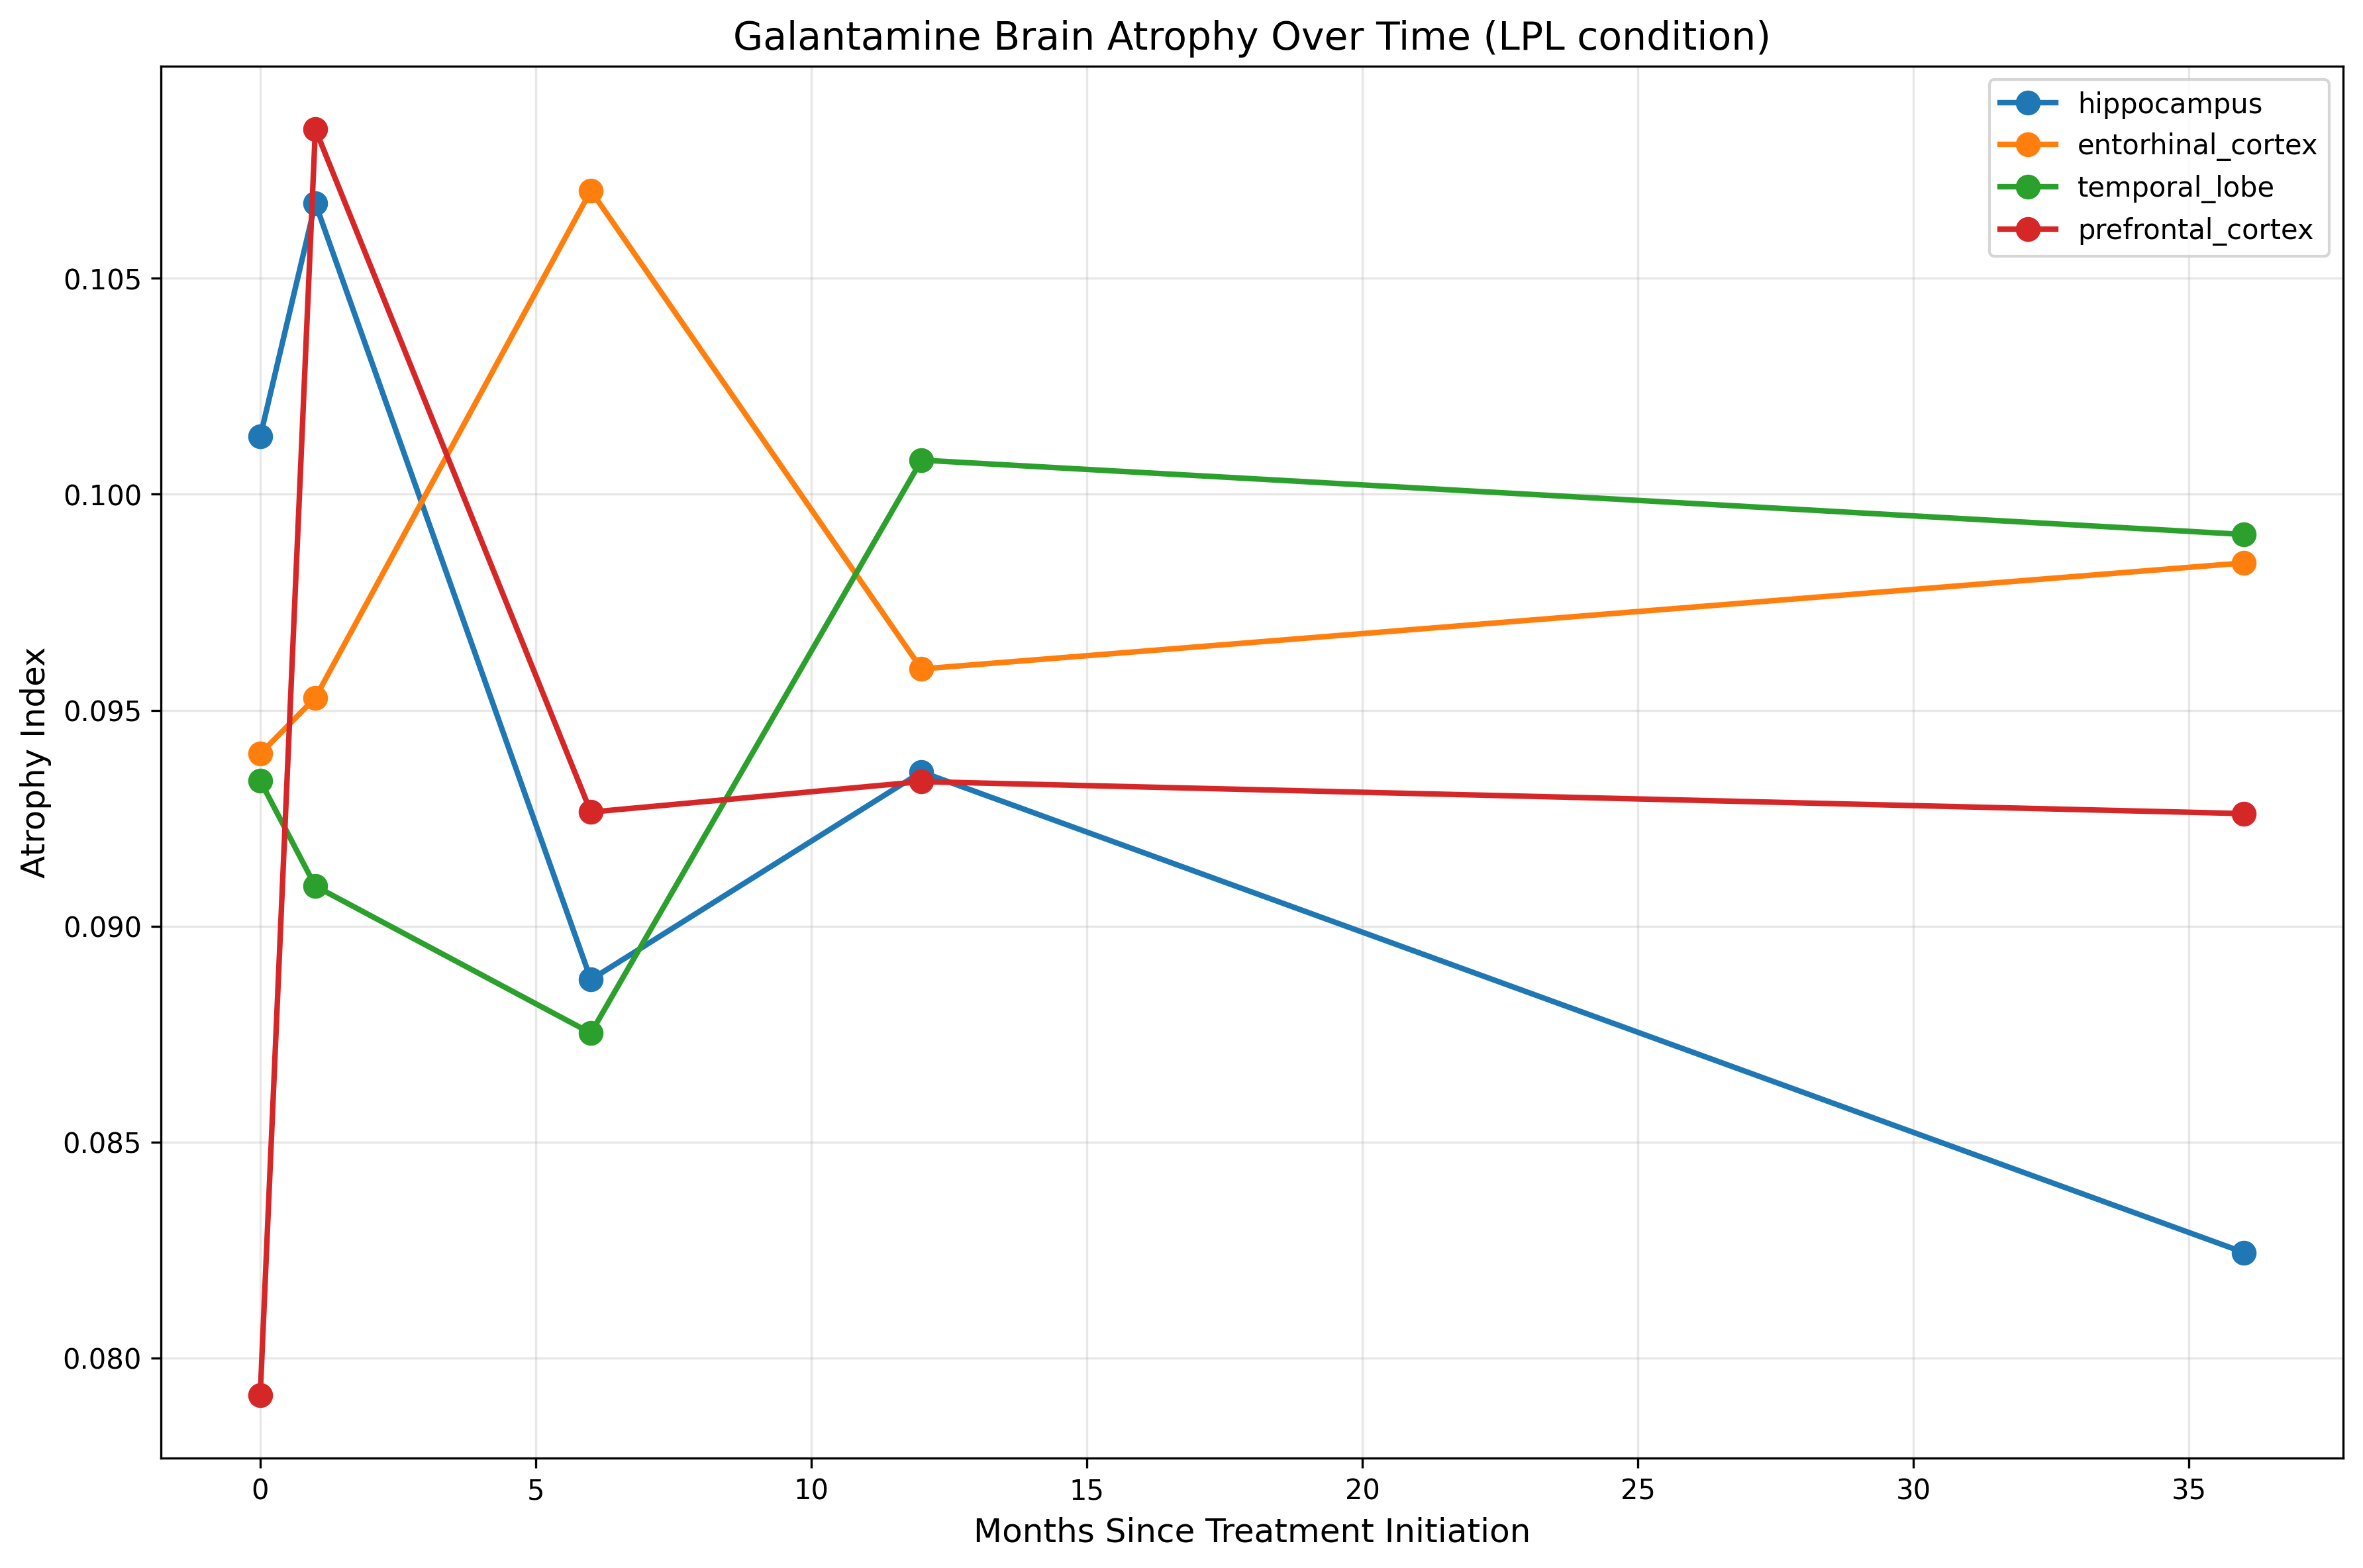 Galantamine Brain Atrophy Over Time (LPL condition)
hippocampus
entorhinal_cortex
temporal_lobe
prefrontal_cortex
Atrophy Index
0.105
0.100
0.095
0.090
0.085
0.080
0 5 10 15 20 25 30 35
Months Since Treatment Initiation